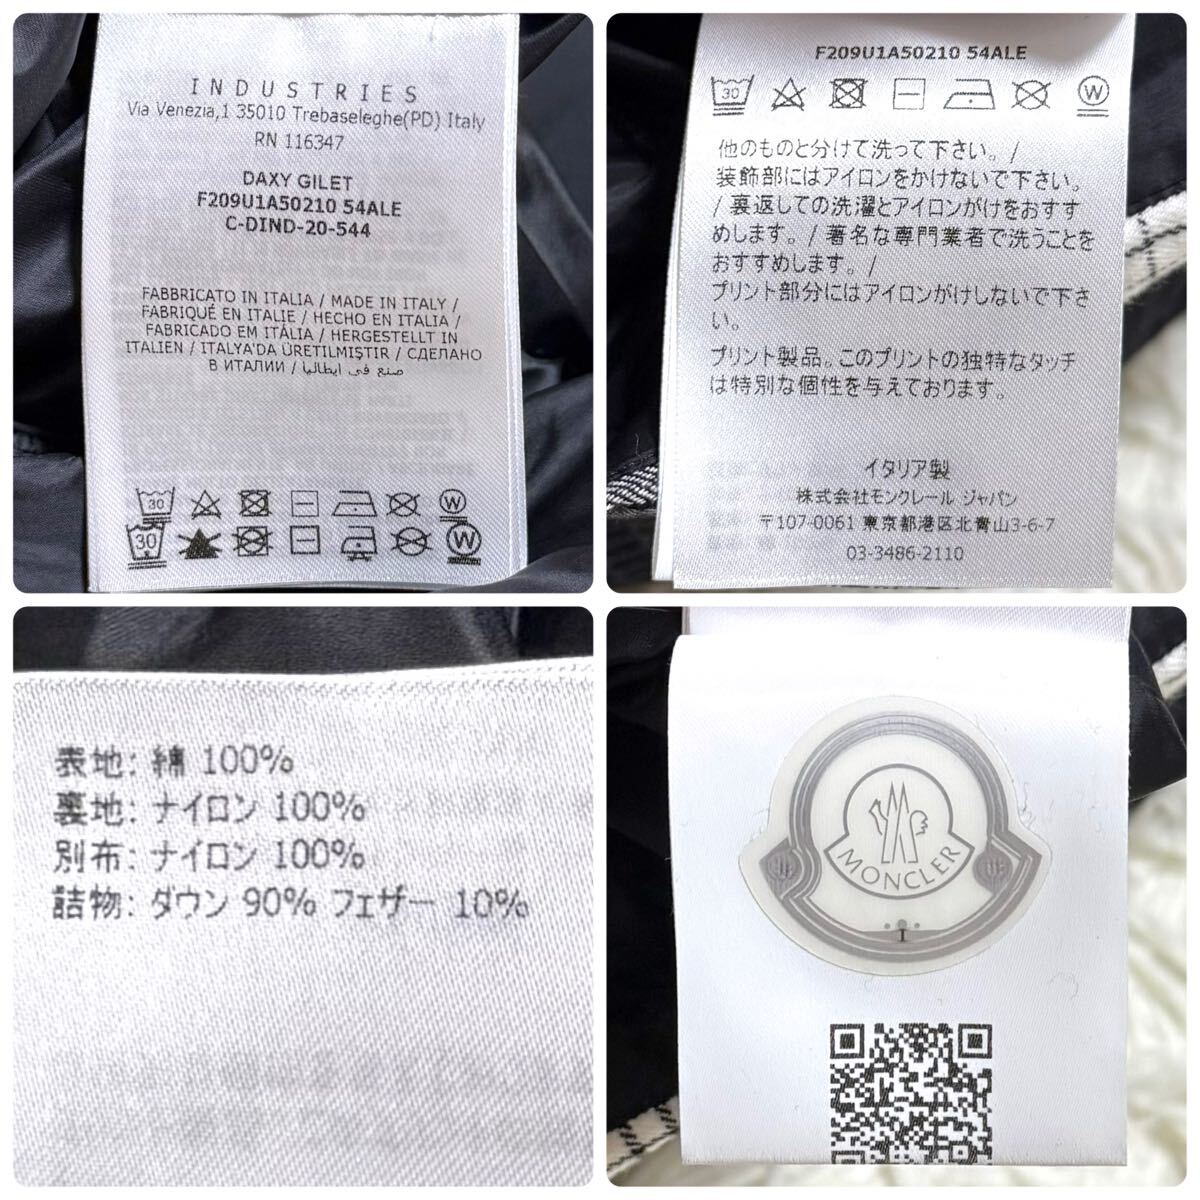 INDUSTRIES
Via Venezia,1 35010 Trebaseleghe(PD) Italy
RN 116347
DAXY GILET
F209U1A50210 54ALE
C-DIND-20-544
FABBRICATO IN ITALIA / MADE IN ITALY /
FABRIQUÉ EN ITALIE / HECHO EN ITALIA /
FABRICADO EM ITÁLIA / HERGESTELLT IN
ITALIEN / ITALYA'DA ÜRETILMIŞTIR / СДЕЛАНО
В ИТАЛИИ / صنع في ايطاليا
30
W
30
W
F209U1A50210 54ALE
30
W
他のものと分けて洗って下さい。/
装飾部にはアイロンをかけないで下さい。
/ 裏返しての洗濯とアイロンがけをおすす
めします。/ 著名な専門業者で洗うことを
おすすめします。/
プリント部分にはアイロンがけしないで下さ
い。
プリント製品。このプリントの独特なタッチ
は特別な個性を与えております。
イタリア製
株式会社モンクレール ジャパン
〒107-0061 東京都港区北青山3-6-7
03-3486-2110
表地: 綿 100%
裏地: ナイロン 100%
別布: ナイロン 100%
詰物: ダウン 90% フェザー 10%
MONCLER
I